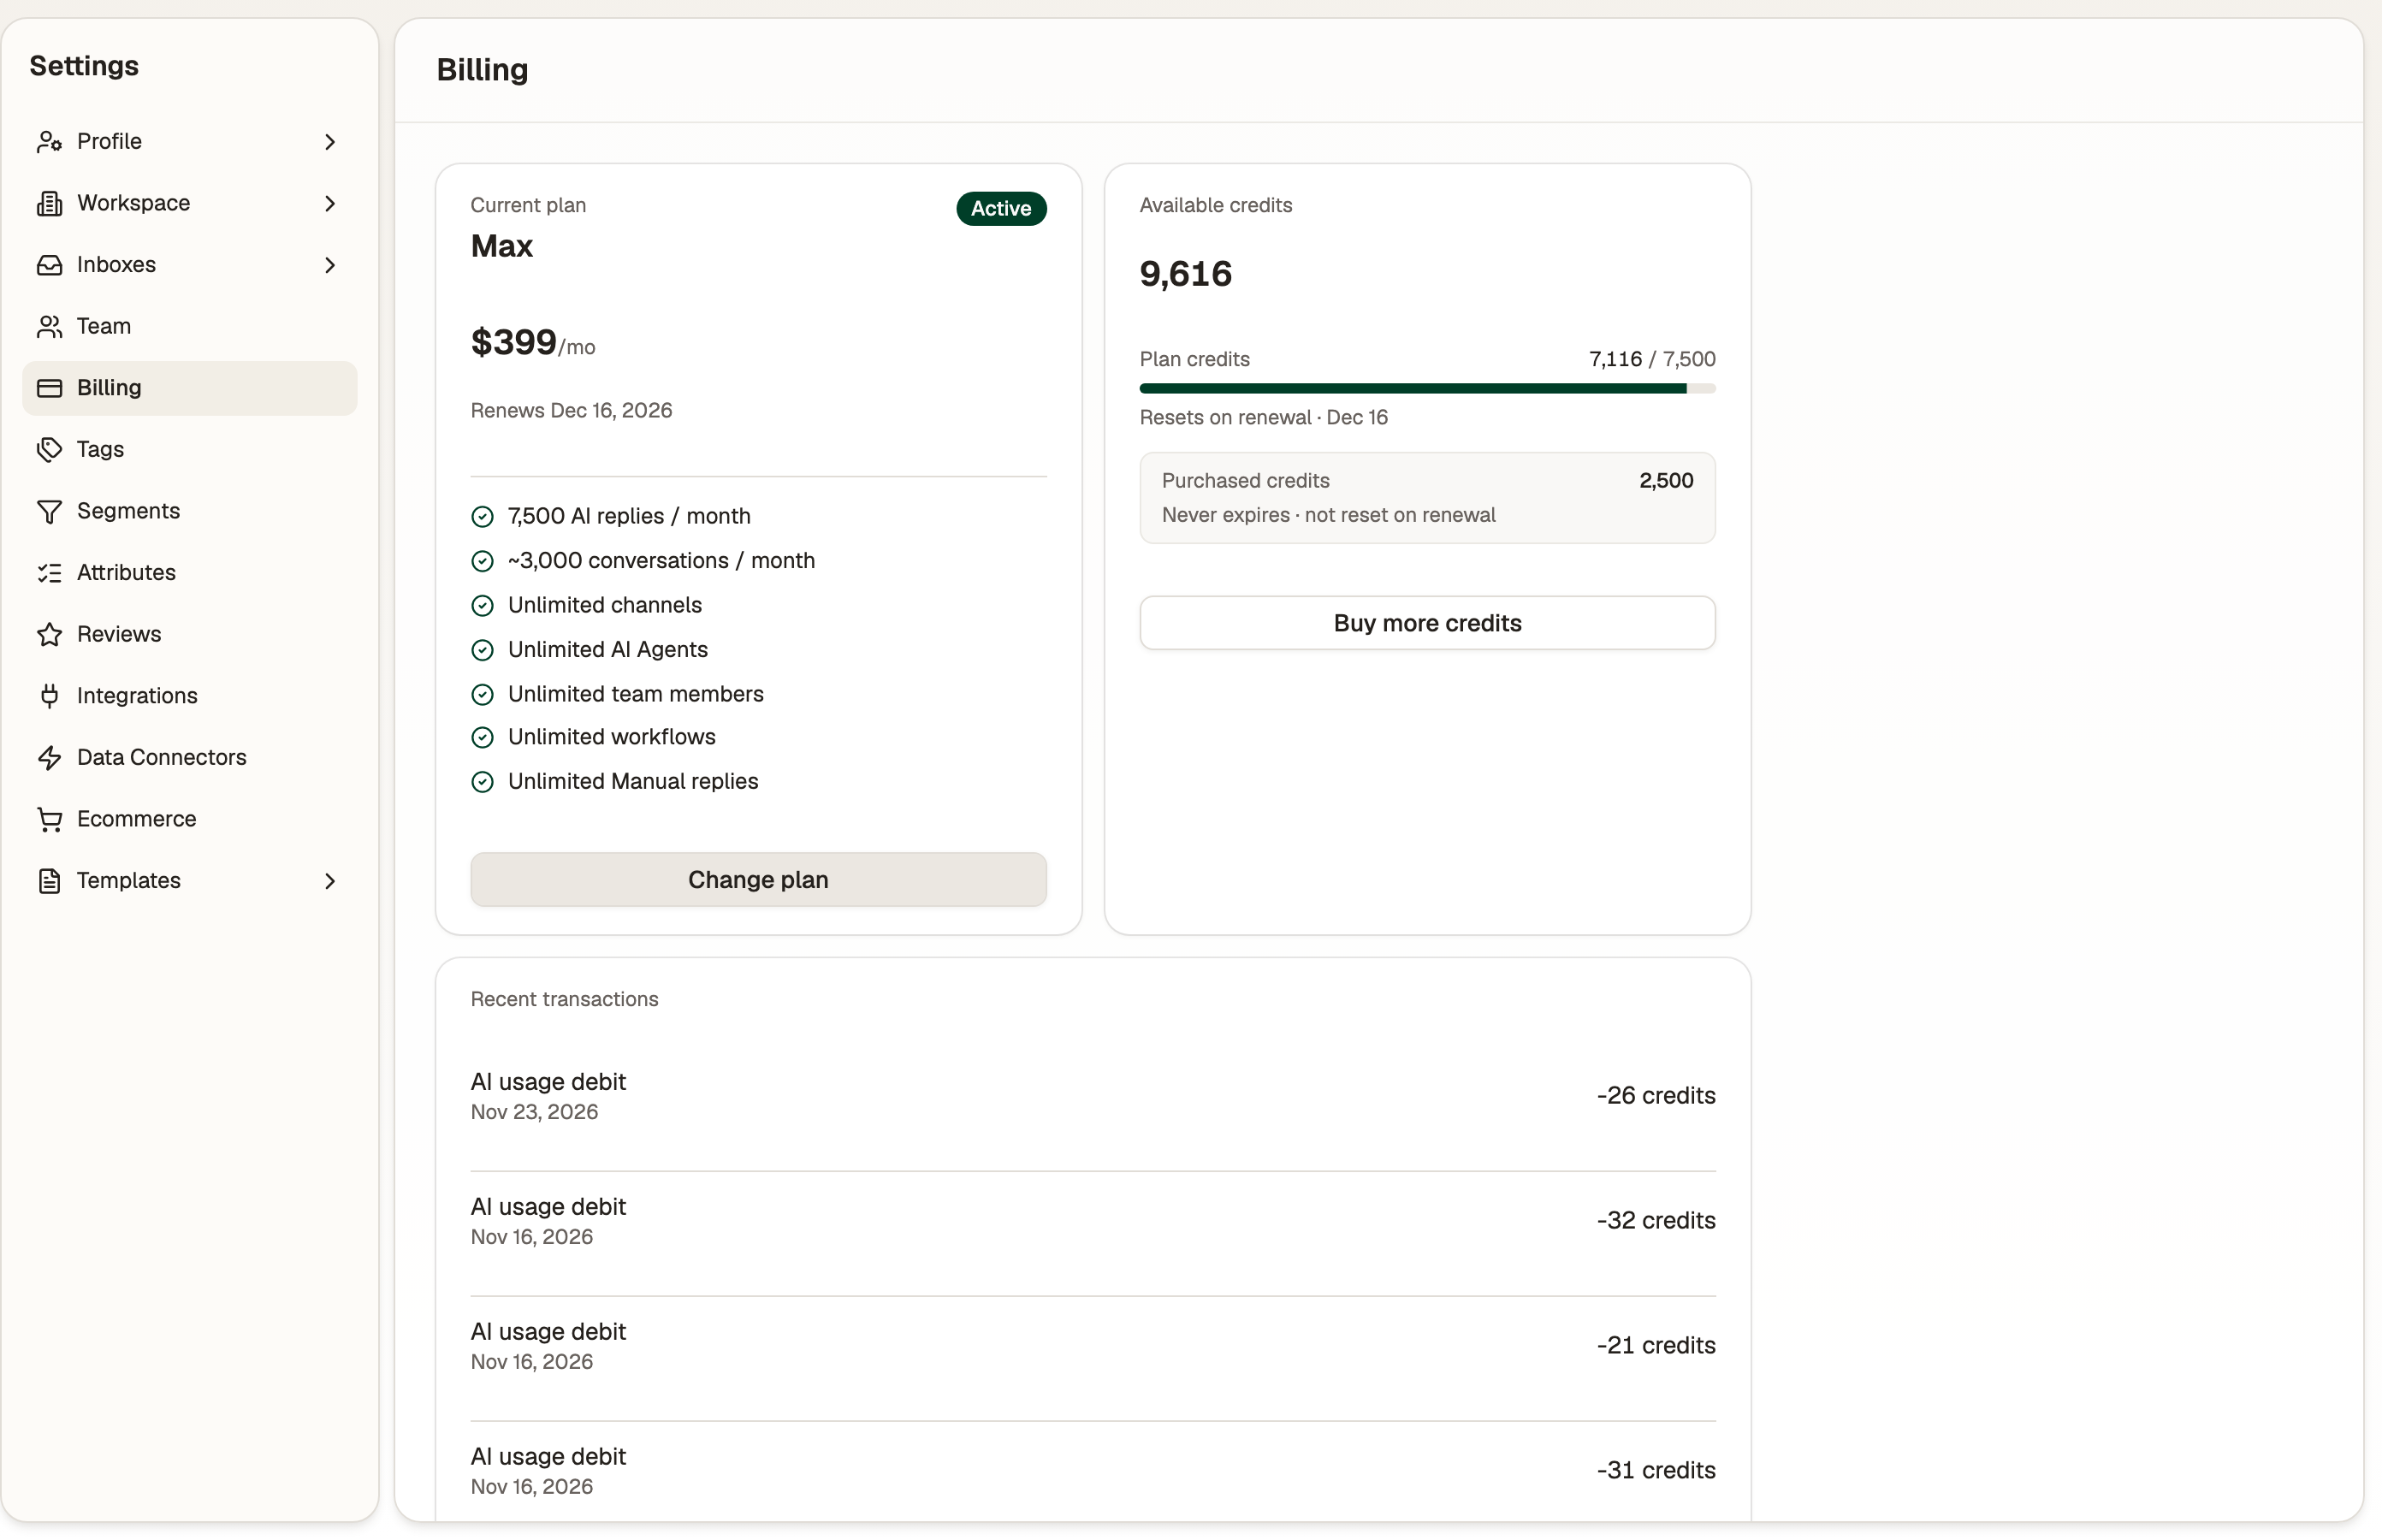 Settings
Profile
Workspace
Inboxes
Team
Billing
Tags
Segments
Attributes
Reviews
Integrations
Data Connectors
Ecommerce
Templates
Billing
Current plan
Active
Max
$399/mo
Renews Dec 16, 2026
7,500 AI replies / month
~3,000 conversations / month
Unlimited channels
Unlimited AI Agents
Unlimited team members
Unlimited workflows
Unlimited Manual replies
Change plan
Available credits
9,616
Plan credits 7,116 / 7,500
Resets on renewal · Dec 16
Purchased credits 2,500
Never expires · not reset on renewal
Buy more credits
Recent transactions
AI usage debit
Nov 23, 2026
-26 credits
AI usage debit
Nov 16, 2026
-32 credits
AI usage debit
Nov 16, 2026
-21 credits
AI usage debit
Nov 16, 2026
-31 credits